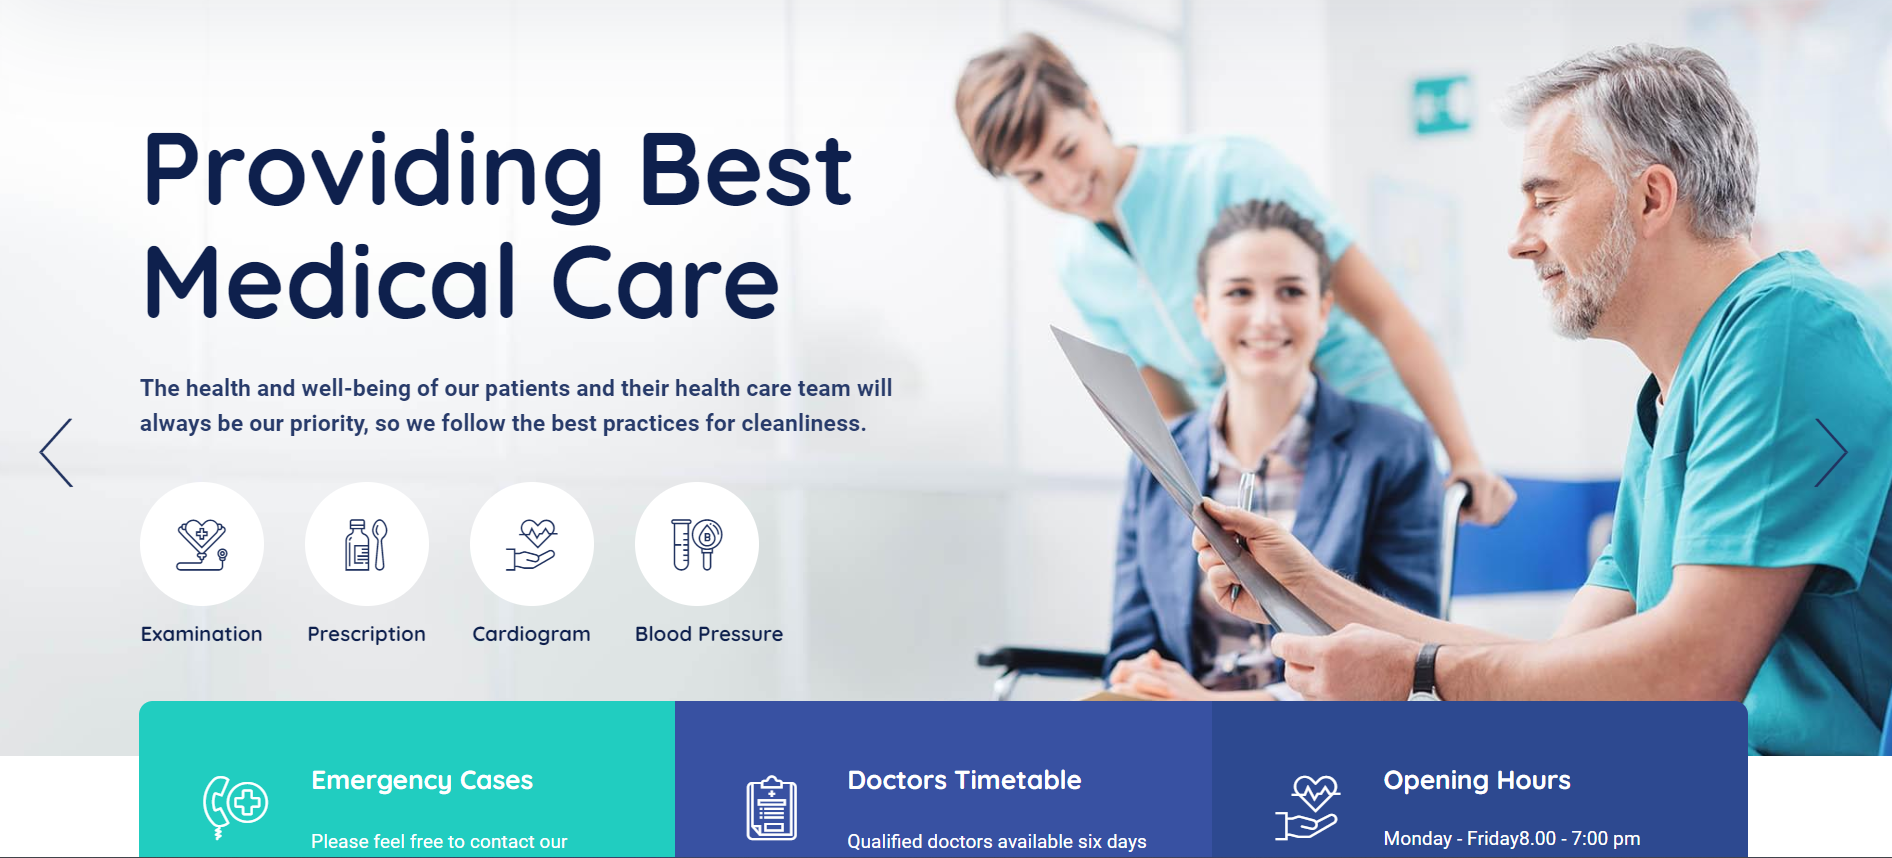 Providing Best
Medical Care
The health and well-being of our patients and their health care team will
always be our priority, so we follow the best practices for cleanliness.
Examination
Prescription
Cardiogram
Blood Pressure
Emergency Cases
Please feel free to contact our
Doctors Timetable
Qualified doctors available six days
Opening Hours
Monday - Friday8.00 - 7:00 pm